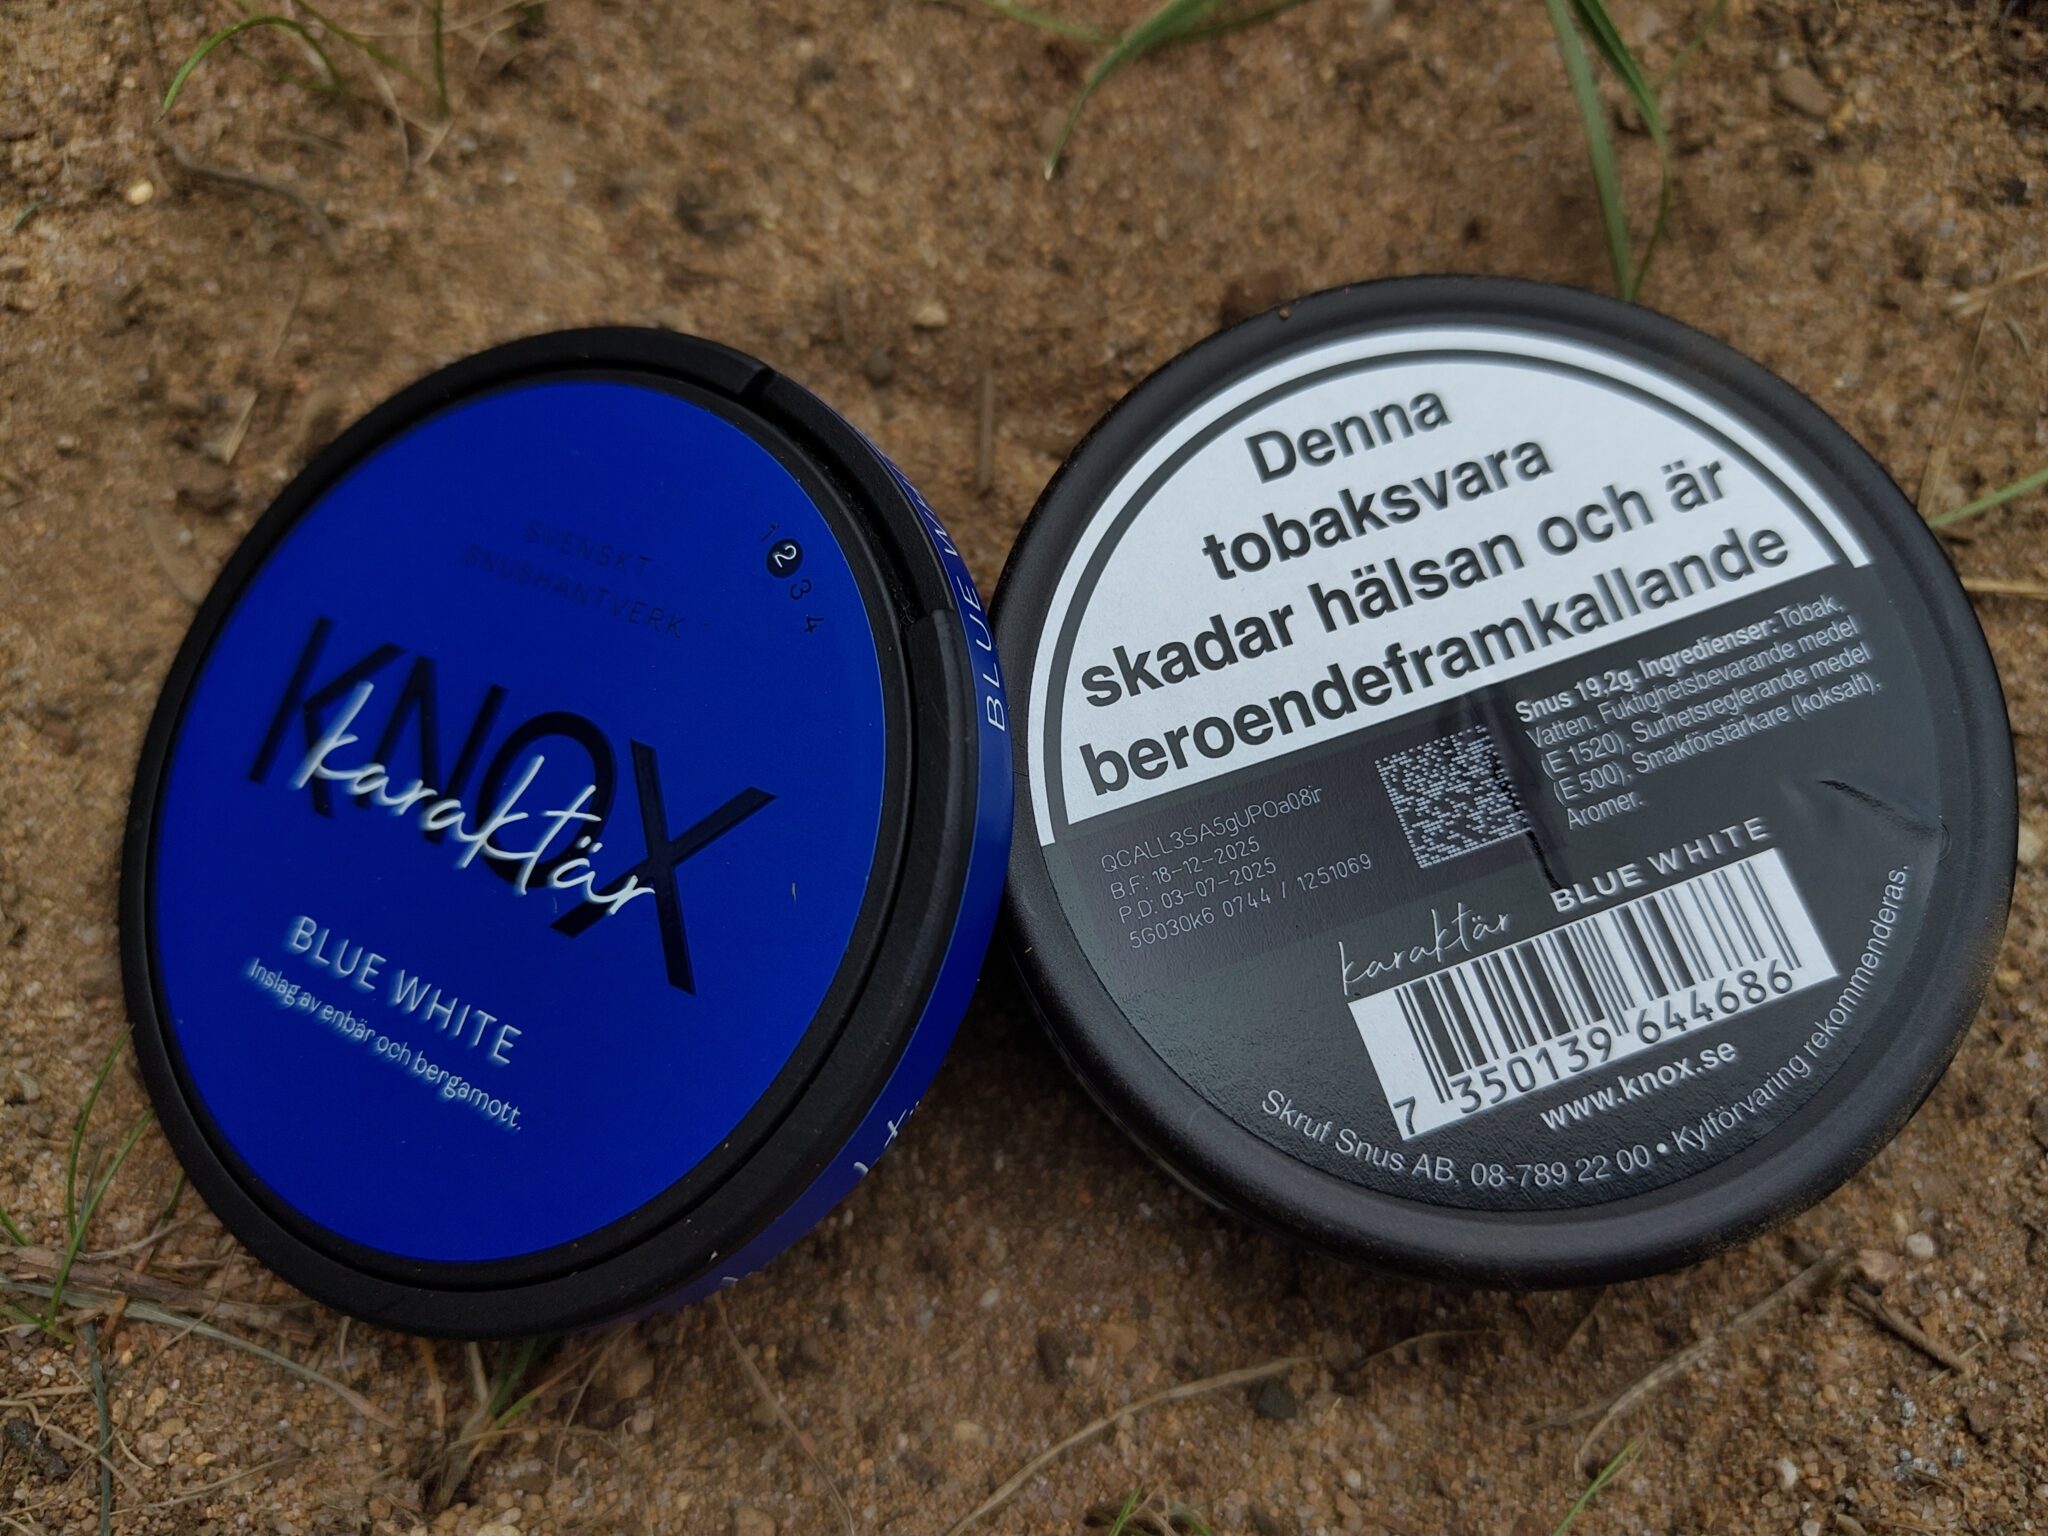 SVENSKT
SNUSHANTVERK
1 2 3 4
KNOX
karaktär
BLUE WHITE
Inslag av enbär och bergamott.
BLUE WHITE
Denna
tobaksvara
skadar hälsan och är
beroendeframkallande
Snus 19,2g. Ingredienser: Tobak,
Vatten, Fuktighetsbevarande medel
(E 1520), Surhetsreglerande medel
(E 500), Smakförstärkare (koksalt),
Aromer.
QCALL3SA5gUPOa08ir
B.F: 18-12-2025
P.D: 03-07-2025
5G030k6 0744 / 1251069
karaktär BLUE WHITE
7 350139 644686
www.knox.se
Skruf Snus AB. 08-789 22 00 • Kylförvaring rekommenderas.